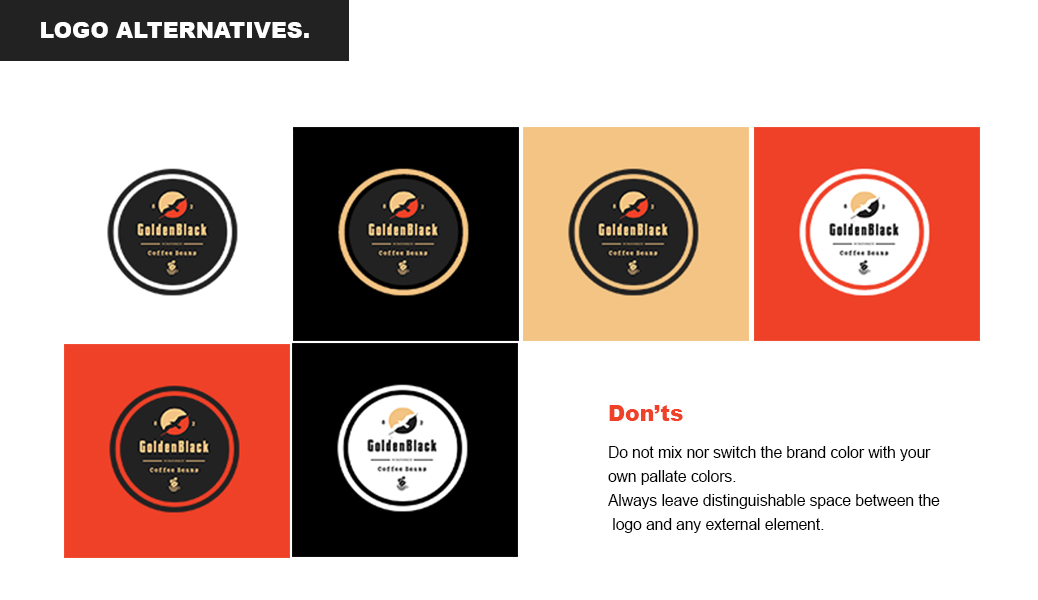 LOGO ALTERNATIVES.
GoldenBlack
Coffee Beans
GoldenBlack
Coffee Beans
GoldenBlack
Coffee Beans
GoldenBlack
Coffee Beans
GoldenBlack
Coffee Beans
GoldenBlack
Coffee Beans
Don’ts
Do not mix nor switch the brand color with your
own pallate colors.
Always leave distinguishable space between the
logo and any external element.